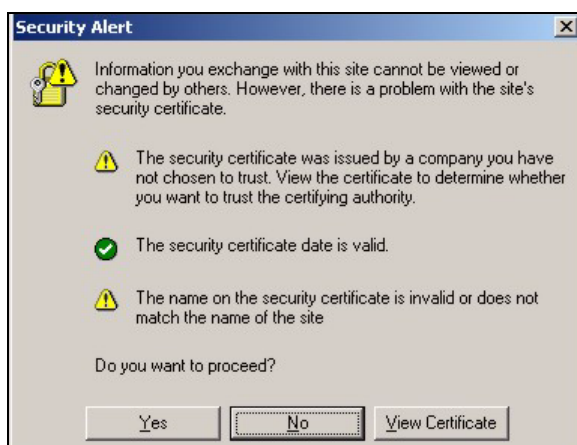 Security Alert
Information you exchange with this site cannot be viewed or
changed by others. However, there is a problem with the site's
security certificate.
The security certificate was issued by a company you have
not chosen to trust. View the certificate to determine whether
you want to trust the certifying authority.
The security certificate date is valid.
The name on the security certificate is invalid or does not
match the name of the site
Do you want to proceed?
Yes
No
View Certificate